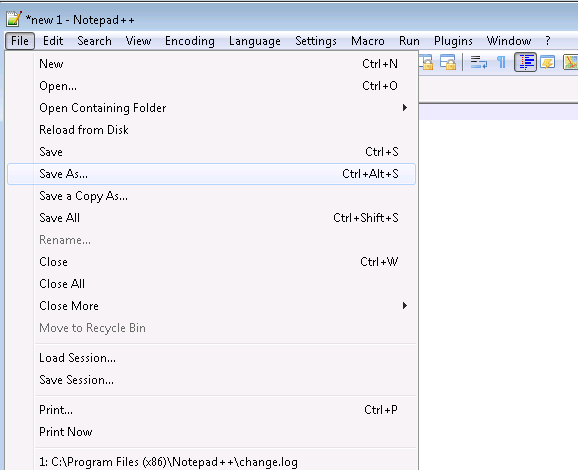 *new 1 - Notepad++
File Edit Search View Encoding Language Settings Macro Run Plugins Window ?
New Ctrl+N
Open... Ctrl+O
Open Containing Folder
Reload from Disk
Save Ctrl+S
Save As... Ctrl+Alt+S
Save a Copy As...
Save All Ctrl+Shift+S
Rename...
Close Ctrl+W
Close All
Close More
Move to Recycle Bin
Load Session...
Save Session...
Print... Ctrl+P
Print Now
1: C:\Program Files (x86)\Notepad++\change.log